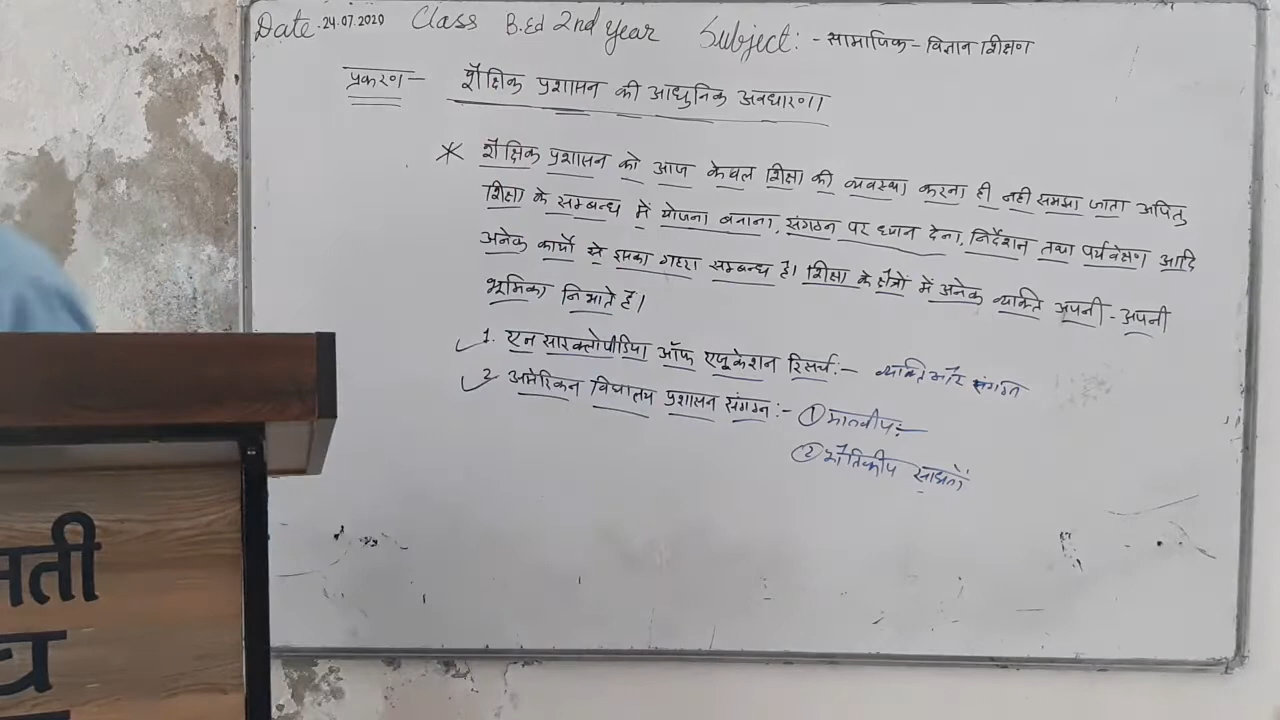 Date. 24.07.2020 Class B.Ed 2nd Year Subject: - सामाजिक - विज्ञान शिक्षण
प्रकरण - शैक्षिक प्रशासन की आधुनिक अवधारणा
* शैक्षिक प्रशासन को आज केवल शिक्षा की व्यवस्था करना ही नही समझा जाता अपितु
शिक्षा के सम्बन्ध में योजना बनाना, संगठन पर ध्यान देना, निर्देशन तथा पर्यवेक्षण आदि
अनेक कार्यो से इसका गहरा सम्बन्ध है। शिक्षा के क्षेत्रों में अनेक व्यक्ति अपनी - अपनी
भूमिका निभाते हैं।
1. एन साइक्लोपीडिया ऑफ एजूकेशन रिसर्च:- व्यक्ति और संगठन
2. अमेरिकन विद्यालय प्रशासन संगठन:- ① मानवीय:-
② भौतिकीय साधनों
मती